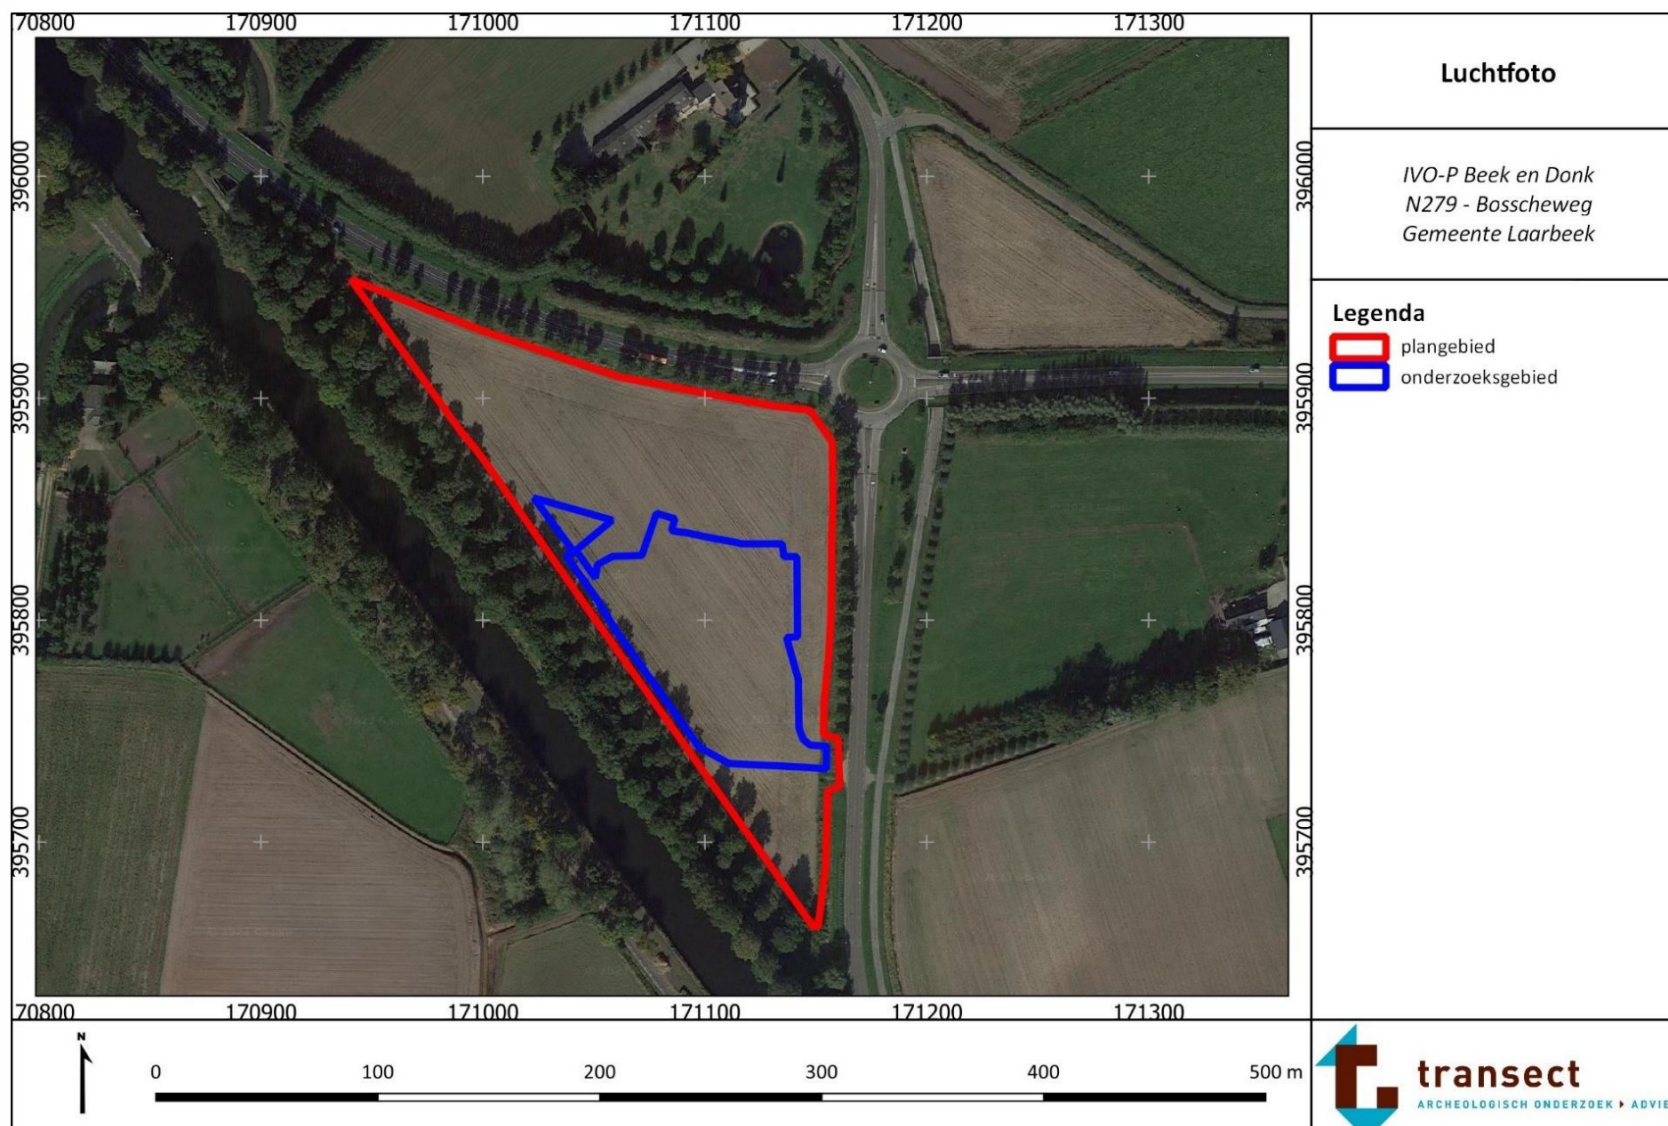 70800 170900 171000 171100 171200 171300
396000
395900
395800
395700
396000
395900
395800
395700
70800 170900 171000 171100 171200 171300
Luchtfoto
IVO-P Beek en Donk
N279 - Bosscheweg
Gemeente Laarbeek
Legenda
plangebied
onderzoeksgebied
N
0 100 200 300 400 500 m
transect
ARCHEOLOGISCH ONDERZOEK ADVIE